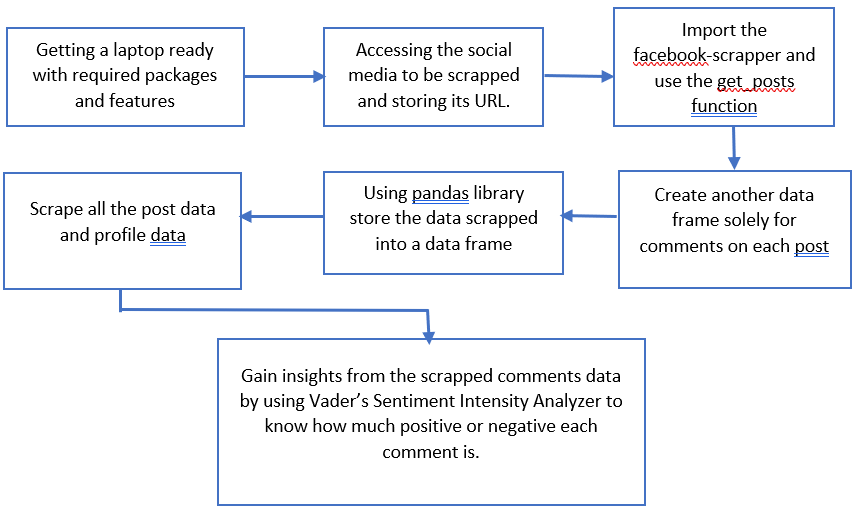 Getting a laptop ready
with required packages
and features
Accessing the social
media to be scrapped
and storing its URL.
Import the
facebook-scrapper and
use the get_posts
function
Create another data
frame solely for
comments on each post
Using pandas library
store the data scrapped
into a data frame
Scrape all the post data
and profile data
Gain insights from the scrapped comments data
by using Vader’s Sentiment Intensity Analyzer to
know how much positive or negative each
comment is.